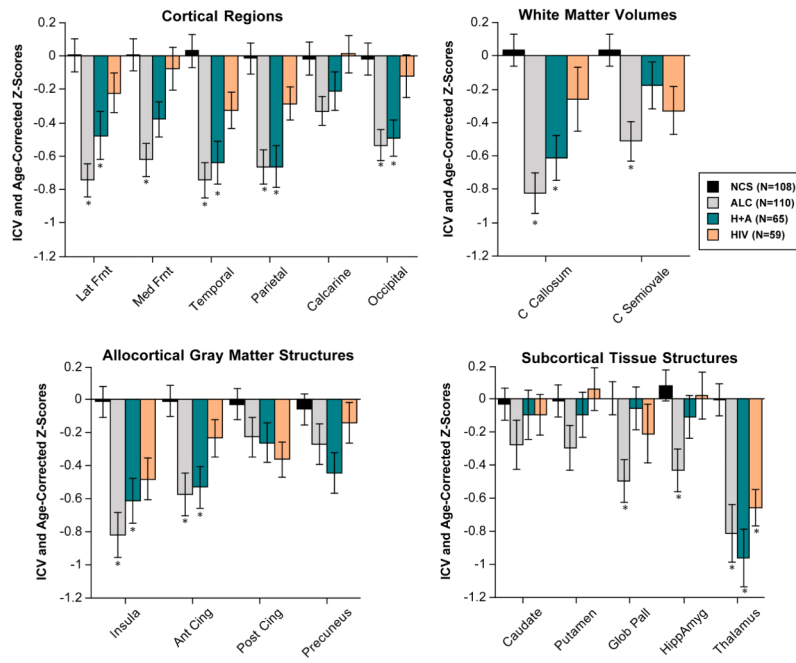 Cortical Regions
ICV and Age-Corrected Z-Scores
0.2
0
-0.2
-0.4
-0.6
-0.8
-1
-1.2
* * * * * * * * *
Lat Frnt
Med Frnt
Temporal
Parietal
Calcarine
Occipital
White Matter Volumes
ICV and Age-Corrected Z-Scores
0.2
0
-0.2
-0.4
-0.6
-0.8
-1
-1.2
* * *
C Callosum
C Semiovale
NCS (N=108)
ALC (N=110)
H+A (N=65)
HIV (N=59)
Allocortical Gray Matter Structures
ICV and Age-Corrected Z-Scores
0.2
0
-0.2
-0.4
-0.6
-0.8
-1
-1.2
* * * *
Insula
Ant Cing
Post Cing
Precuneus
Subcortical Tissue Structures
ICV and Age-Corrected Z-Scores
0.2
0
-0.2
-0.4
-0.6
-0.8
-1
-1.2
* * * * *
Caudate
Putamen
Glob Pall
HippAmyg
Thalamus